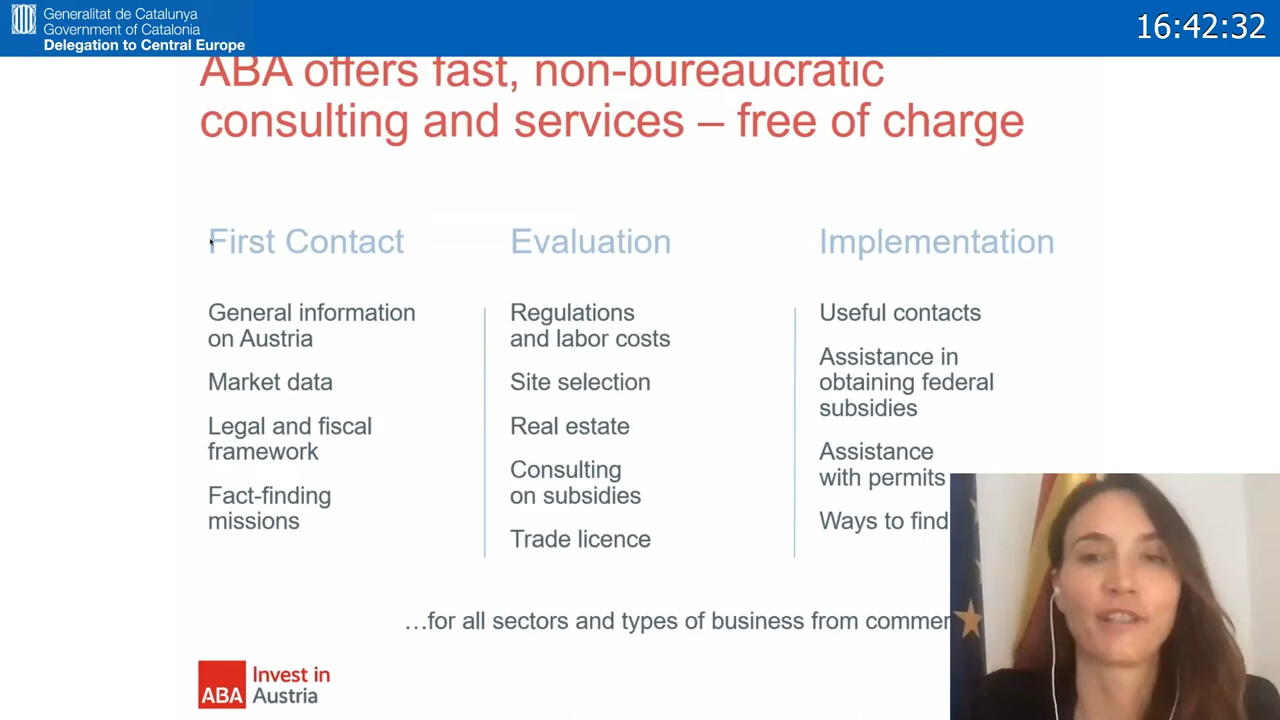 Generalitat de Catalunya
Government of Catalonia
Delegation to Central Europe
16:42:32
ABA offers fast, non-bureaucratic
consulting and services – free of charge
First Contact
General information
on Austria
Market data
Legal and fiscal
framework
Fact-finding
missions
Evaluation
Regulations
and labor costs
Site selection
Real estate
Consulting
on subsidies
Trade licence
Implementation
Useful contacts
Assistance in
obtaining federal
subsidies
Assistance
with permits
Ways to find
…for all sectors and types of business from
ABA
Invest in
Austria